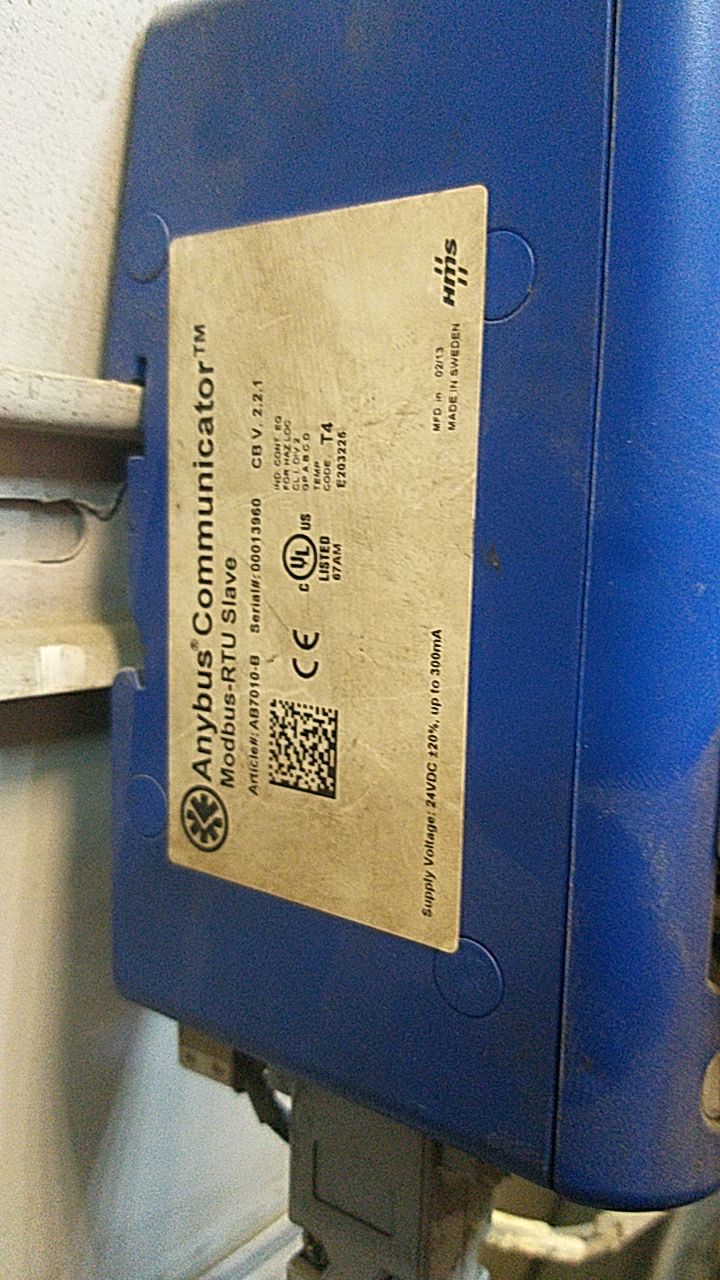 Anybus® Communicator™
Modbus-RTU Slave
Article#: AB7010-B Serial#: 00013960 CB V. 2.2.1
CE
C UL US
LISTED
67AM
IND. CONT. EQ
FOR HAZ LOC
CL I, DIV 2
GP A,B,C,D
TEMP
CODE: T4
E203225
Supply Voltage: 24VDC ±20%, up to 300mA
MFD in 02/13
MADE IN SWEDEN
HMS